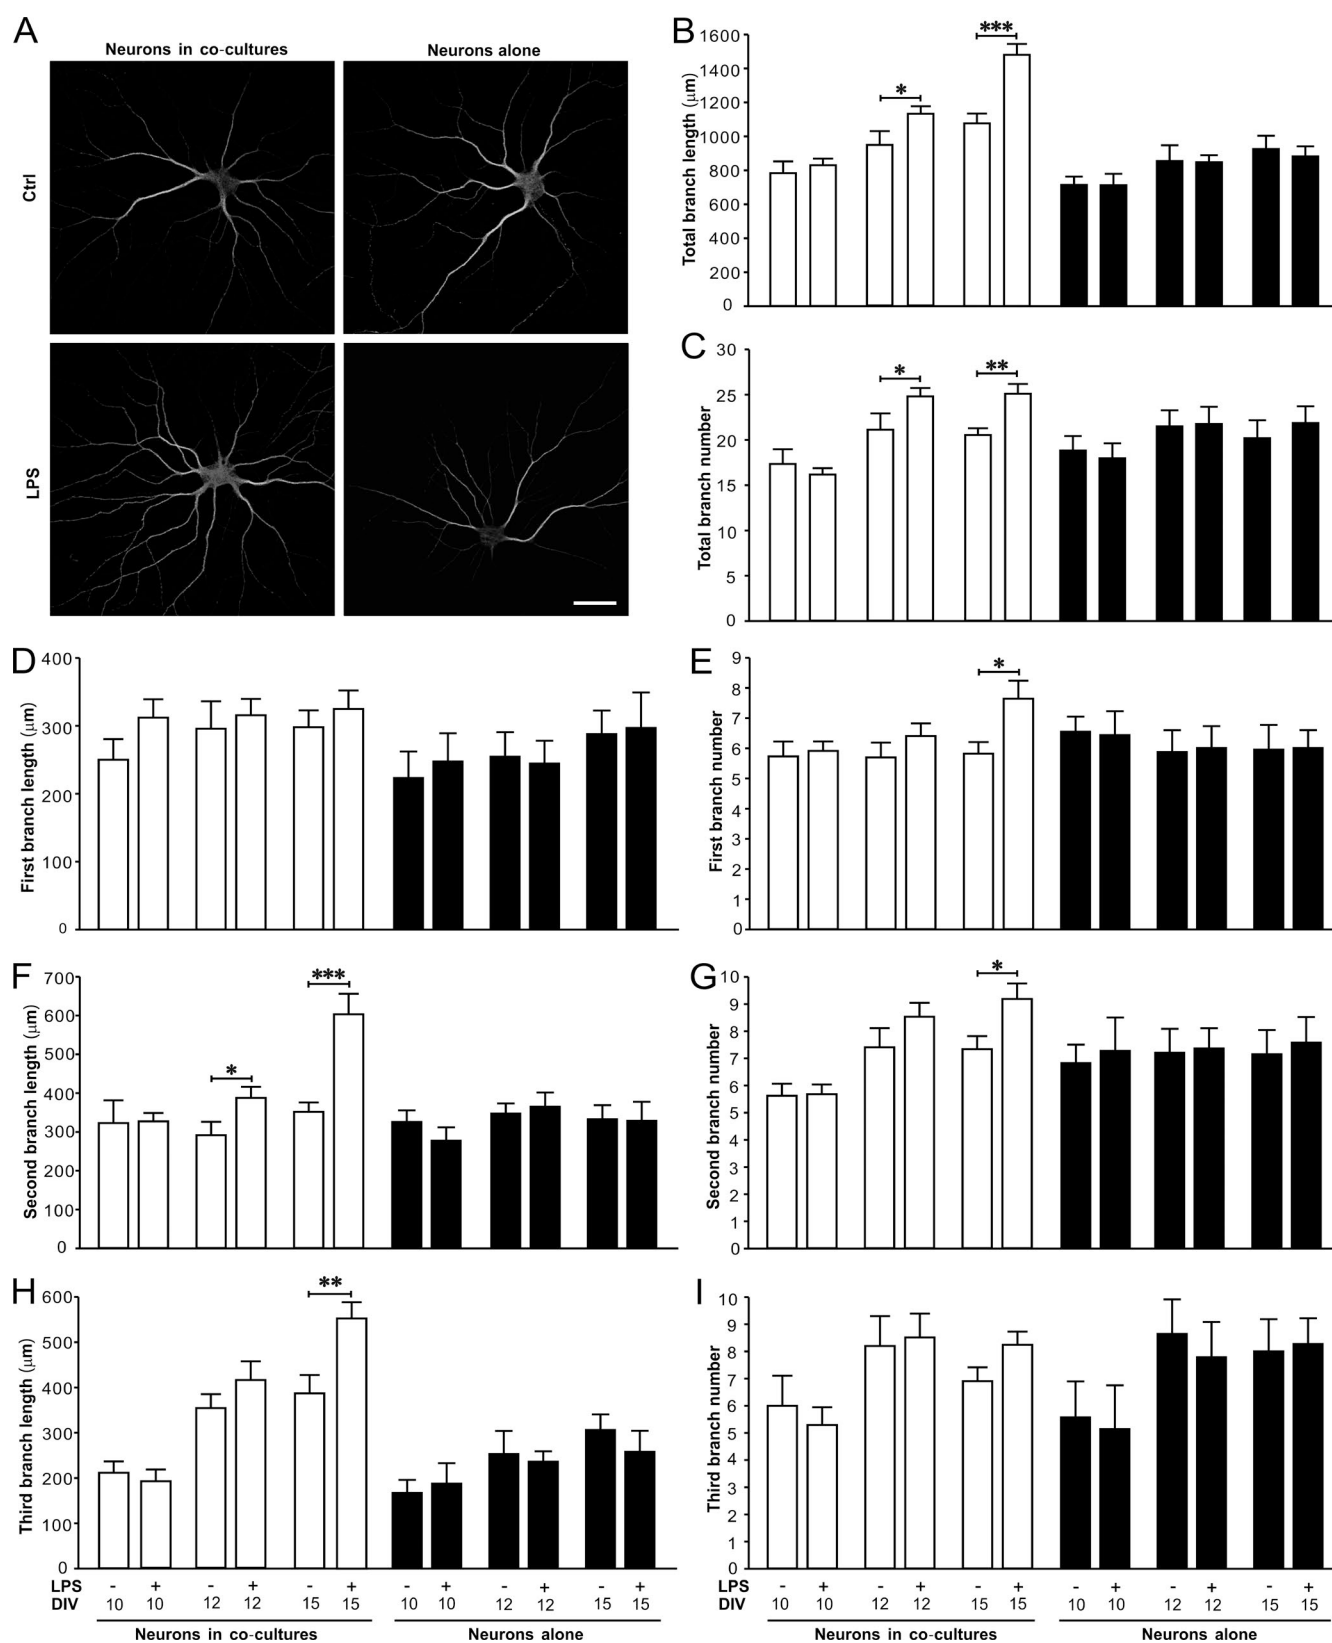 A
Neurons in co-cultures
Neurons alone
Ctrl
LPS
B
Total branch length (μm)
1600
1400
1200
1000
800
600
400
200
0
*
***
C
Total branch number
30
25
20
15
10
5
0
*
**
D
First branch length (μm)
400
300
200
100
0
E
First branch number
9
8
7
6
5
4
3
2
1
0
*
F
Second branch length (μm)
700
600
500
400
300
200
100
0
*
***
G
Second branch number
10
9
8
7
6
5
4
3
2
1
0
*
H
Third branch length (μm)
600
500
400
300
200
100
0
**
LPS - + - + - + - + - + - +
DIV 10 10 12 12 15 15 10 10 12 12 15 15
Neurons in co-cultures Neurons alone
I
Third branch number
10
9
8
7
6
5
4
3
2
1
0
LPS - + - + - + - + - + - +
DIV 10 10 12 12 15 15 10 10 12 12 15 15
Neurons in co-cultures Neurons alone